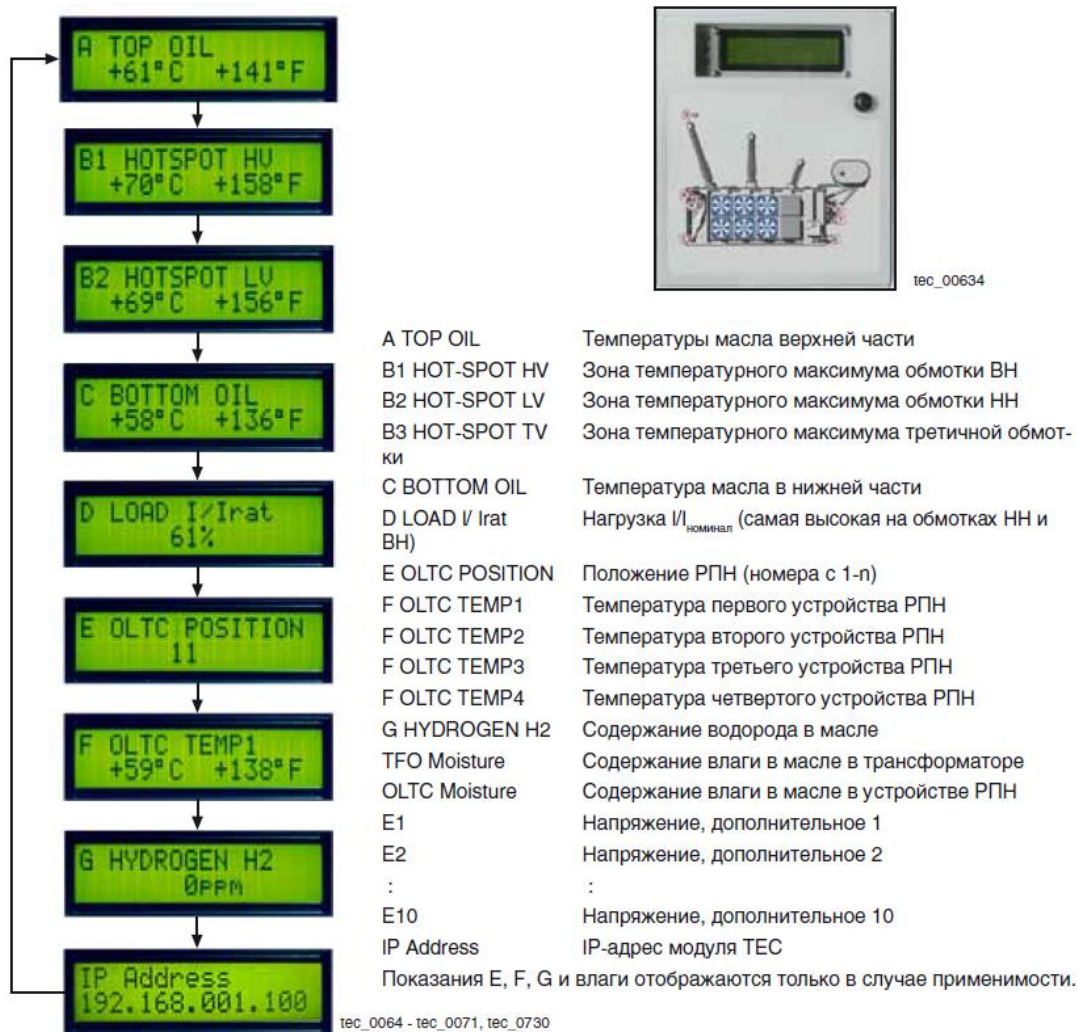 A TOP OIL
+61°C +141°F
B1 HOTSPOT HV
+70°C +158°F
B2 HOTSPOT LV
+69°C +156°F
C BOTTOM OIL
+58°C +136°F
D LOAD I/Irat
61%
E OLTC POSITION
11
F OLTC TEMP1
+59°C +138°F
G HYDROGEN H2
0ppm
IP Address
192.168.001.100
tec_0064 - tec_0071, tec_0730
tec_00634
A TOP OIL Температуры масла верхней части
B1 HOT-SPOT HV Зона температурного максимума обмотки ВН
B2 HOT-SPOT LV Зона температурного максимума обмотки НН
B3 HOT-SPOT TV Зона температурного максимума третичной обмот-
ки
C BOTTOM OIL Температура масла в нижней части
D LOAD I/ Irat Нагрузка I/Iноминал (самая высокая на обмотках НН и
ВН)
E OLTC POSITION Положение РПН (номера с 1-n)
F OLTC TEMP1 Температура первого устройства РПН
F OLTC TEMP2 Температура второго устройства РПН
F OLTC TEMP3 Температура третьего устройства РПН
F OLTC TEMP4 Температура четвертого устройства РПН
G HYDROGEN H2 Содержание водорода в масле
TFO Moisture Содержание влаги в масле в трансформаторе
OLTC Moisture Содержание влаги в масле в устройстве РПН
E1 Напряжение, дополнительное 1
E2 Напряжение, дополнительное 2
: :
E10 Напряжение, дополнительное 10
IP Address IP-адрес модуля TEC
Показания E, F, G и влаги отображаются только в случае применимости.